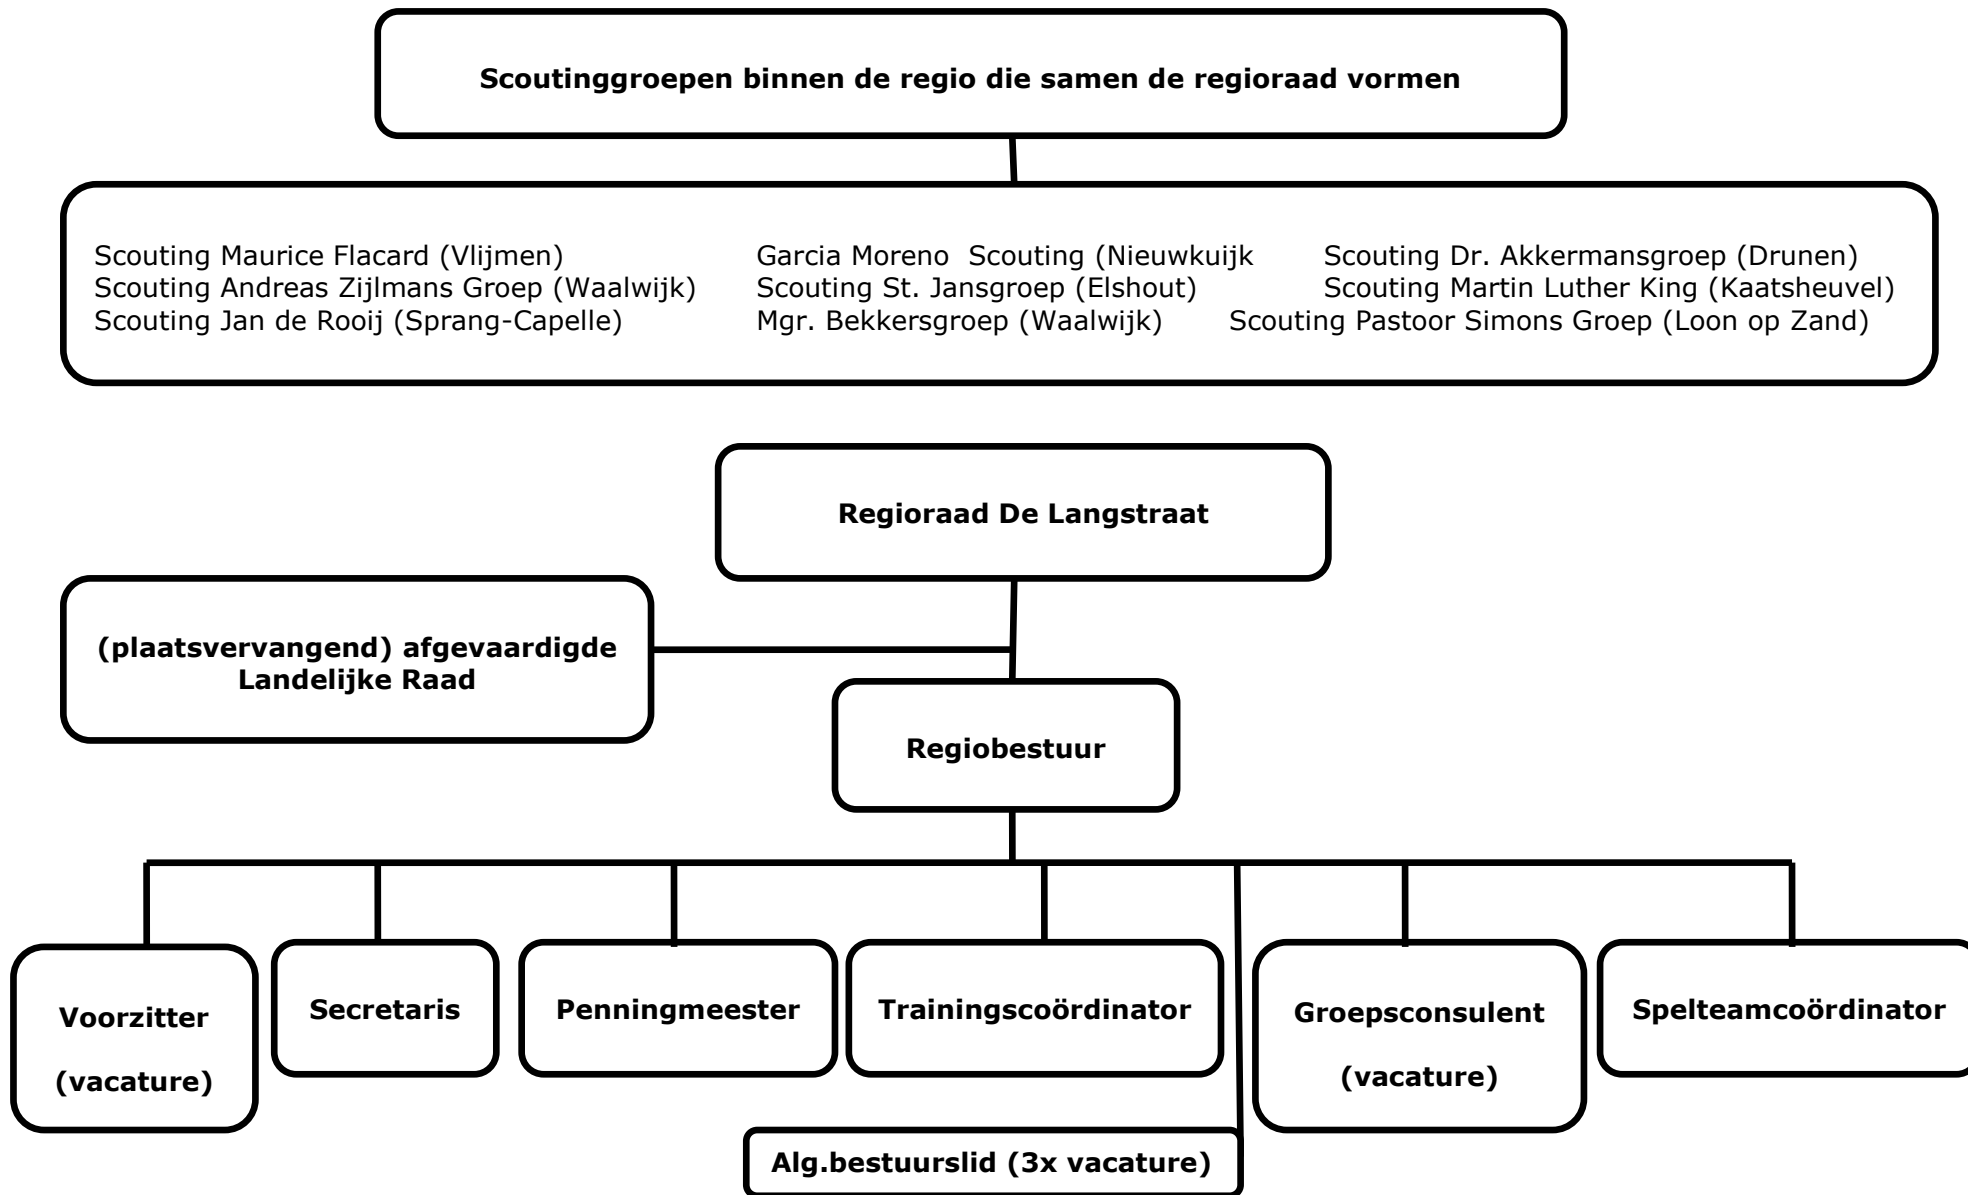 Scoutinggroepen binnen de regio die samen de regioraad vormen
Scouting Maurice Flacard (Vlijmen) Garcia Moreno  Scouting (Nieuwkuijk Scouting Dr. Akkermansgroep (Drunen)
Scouting Andreas Zijlmans Groep (Waalwijk) Scouting St. Jansgroep (Elshout) Scouting Martin Luther King (Kaatsheuvel)
Scouting Jan de Rooij (Sprang-Capelle) Mgr. Bekkersgroep (Waalwijk) Scouting Pastoor Simons Groep (Loon op Zand)
Regioraad De Langstraat
(plaatsvervangend) afgevaardigde
Landelijke Raad
Regiobestuur
Voorzitter
(vacature)
Secretaris
Penningmeester
Trainingscoördinator
Groepsconsulent
(vacature)
Spelteamcoördinator
Alg.bestuurslid (3x vacature)